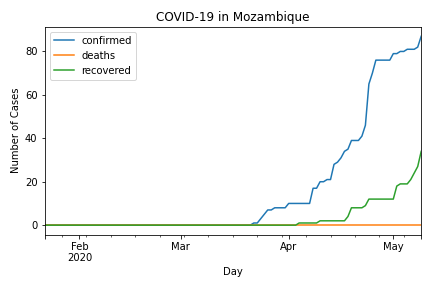 COVID-19 in Mozambique
confirmed
deaths
recovered
Number of Cases
80
60
40
20
0
Feb
2020
Mar
Apr
May
Day